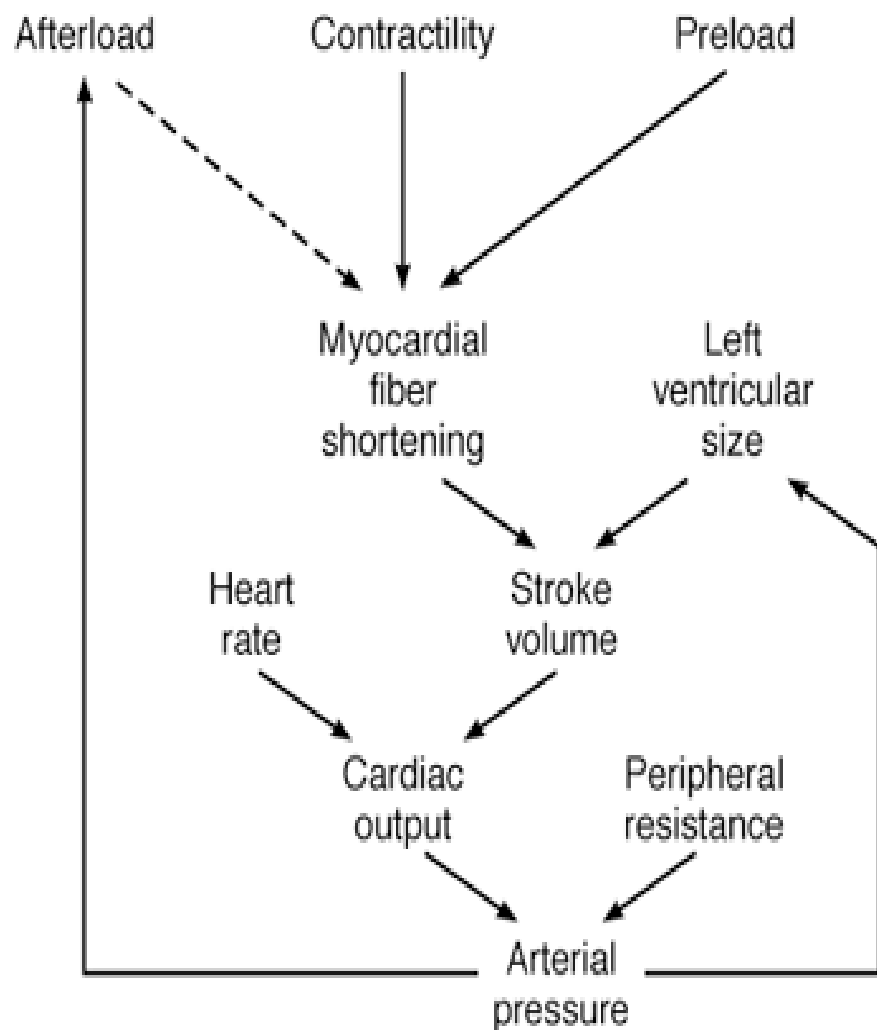 Afterload Contractility Preload
Myocardial
fiber
shortening
Left
ventricular
size
Heart
rate
Stroke
volume
Cardiac
output
Peripheral
resistance
Arterial
pressure